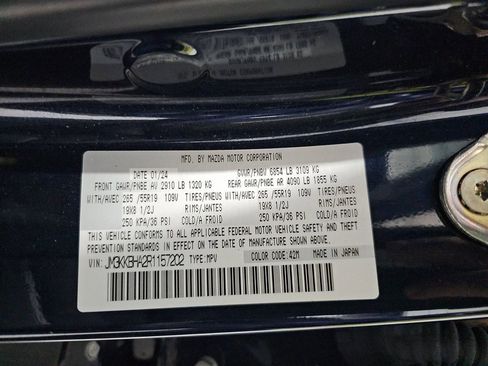 MFD. BY MAZDA MOTOR CORPORATION
DATE 01/24 GVWR/PNBV 6854 LB 3109 KG
FRONT GAWR/PNBE AV 2910 LB 1320 KG REAR GAWR/PNBE AR 4090 LB 1855 KG
WITH/AVEC 265 /55R19 109V TIRES/PNEUS WITH/AVEC 265 /55R19 109V TIRES/PNEUS
19X8 1/2J RIMS/JANTES 19X8 1/2J RIMS/JANTES
250 KPA/36 PSI COLD/A FROID 250 KPA/36 PSI COLD/A FROID
THIS VEHICLE CONFORMS TO ALL APPLICABLE FEDERAL MOTOR VEHICLE SAFETY AND THEFT
PREVENTION STANDARDS IN EFFECT ON THE DATE OF MANUFACTURE SHOWN ABOVE.
VIN: JM3KKBHA2R1157202 TYPE:MPV COLOR CODE:42M MADE IN JAPAN